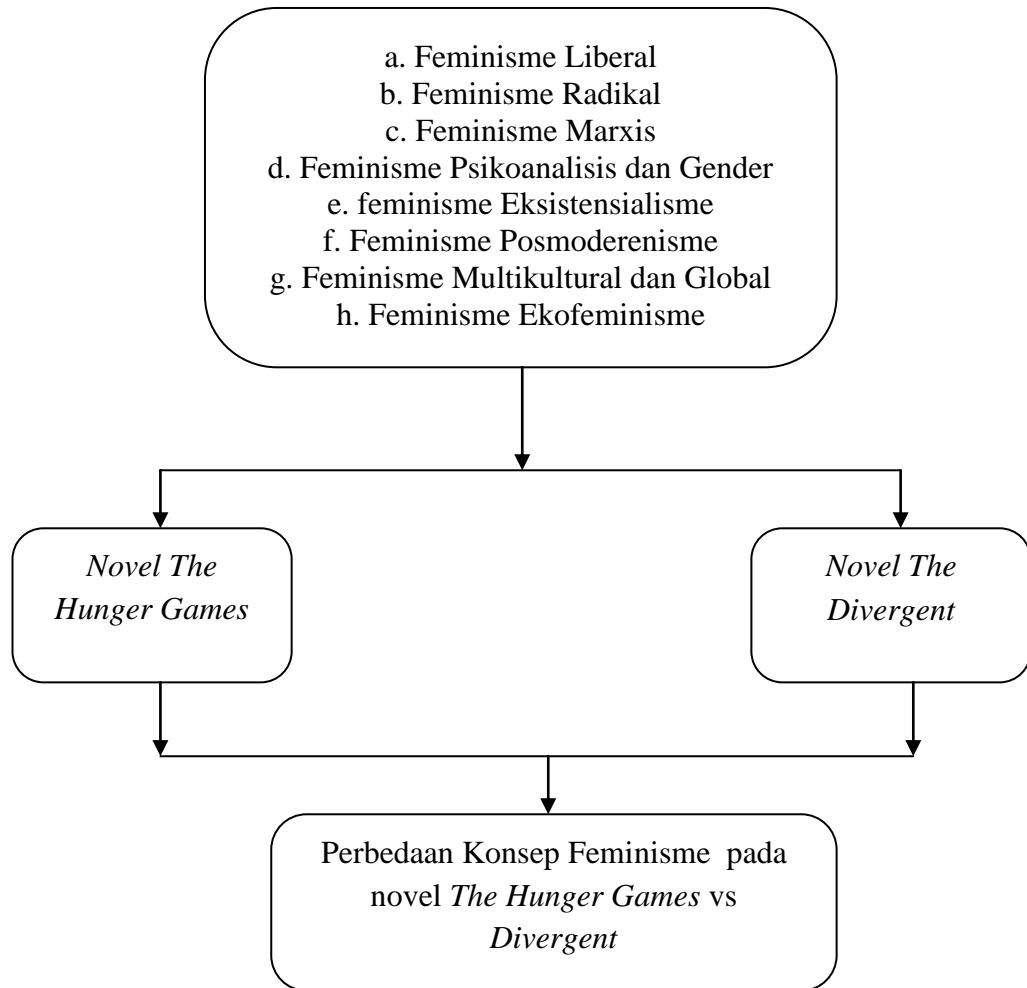 a. Feminisme Liberal
b. Feminisme Radikal
c. Feminisme Marxis
d. Feminisme Psikoanalisis dan Gender
e. feminisme Eksistensialisme
f. Feminisme Posmoderenisme
g. Feminisme Multikultural dan Global
h. Feminisme Ekofeminisme
Novel The
Hunger Games
Novel The
Divergent
Perbedaan Konsep Feminisme pada
novel The Hunger Games vs
Divergent